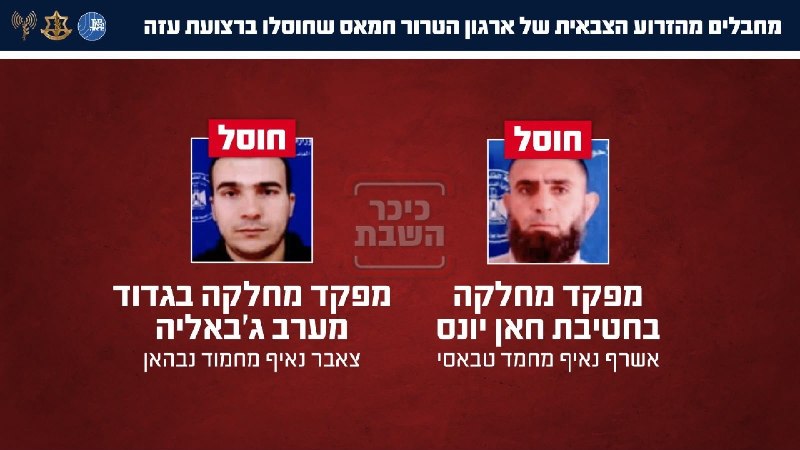 מחבלים מהזרוע הצבאית של ארגון הטרור חמאס שחוסלו ברצועת עזה
חוסל
מפקד מחלקה
בחטיבת חאן יונס
אשרף נאיף מחמד טבאסי
חוסל
מפקד מחלקה בגדוד
מערב ג'באליה
צאבר נאיף מחמוד נבהאן
כיכר
השבת